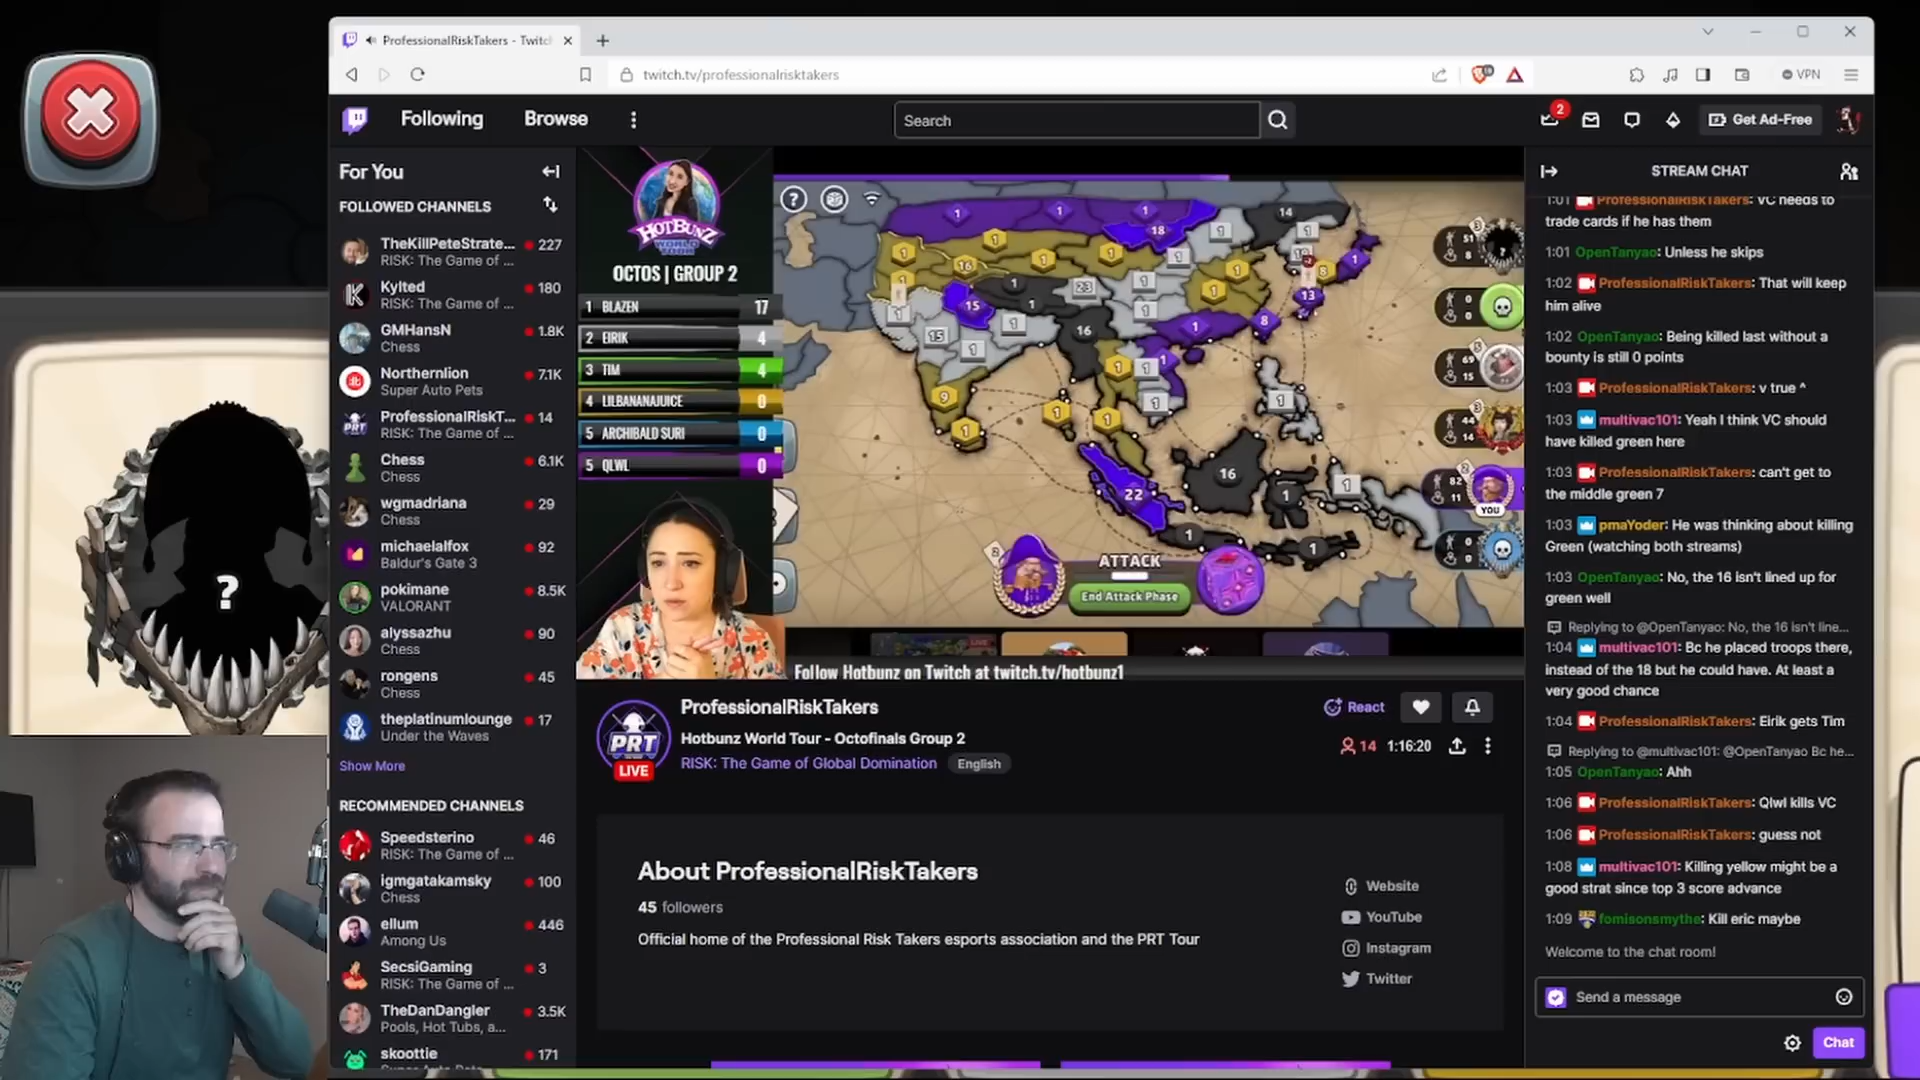 ProfessionalRiskTakers - Twitc
twitch.tv/professionalrisktakers
VPN
Following
Browse
Search
2
Get Ad-Free
For You
FOLLOWED CHANNELS
TheKillPeteStrate... 227
RISK: The Game of ...
Kylted 180
RISK: The Game of ...
GMHansN 1.8K
Chess
Northernlion 7.1K
Super Auto Pets
ProfessionalRiskT... 14
RISK: The Game of ...
Chess 6.1K
Chess
wgmadriana 29
Chess
michaelalfox 92
Baldur's Gate 3
pokimane 8.5K
VALORANT
alyssazhu 90
Chess
rongens 45
Chess
theplatinumlounge 17
Under the Waves
Show More
RECOMMENDED CHANNELS
Speedsterino 46
RISK: The Game of ...
igmgatakamsky 100
Chess
ellum 446
Among Us
SecsiGaming 3
RISK: The Game of ...
TheDanDangler 3.5K
Pools, Hot Tubs, a...
skoottie 171
HOTBUNZ
WORLD TOUR
OCTOS | GROUP 2
1 BLAZEN 17
2 EIRIK 4
3 TIM 4
4 LILBANANAJUICE 0
5 ARCHIBALD SURI 0
5 QLWL 0
?
ATTACK
End Attack Phase
YOU
Follow Hotbunz on Twitch at twitch.tv/hotbunz1
PRT
LIVE
ProfessionalRiskTakers
Hotbunz World Tour - Octofinals Group 2
RISK: The Game of Global Domination English
React
14 1:16:20
About ProfessionalRiskTakers
45 followers
Official home of the Professional Risk Takers esports association and the PRT Tour
Website
YouTube
Instagram
Twitter
STREAM CHAT
1:01 ProfessionalRiskTakers: VC needs to
trade cards if he has them
1:01 OpenTanyao: Unless he skips
1:02 ProfessionalRiskTakers: That will keep
him alive
1:02 OpenTanyao: Being killed last without a
bounty is still 0 points
1:03 ProfessionalRiskTakers: v true ^
1:03 multivac101: Yeah I think VC should
have killed green here
1:03 ProfessionalRiskTakers: can't get to
the middle green 7
1:03 pmaYoder: He was thinking about killing
Green (watching both streams)
1:03 OpenTanyao: No, the 16 isn't lined up for
green well
Replying to @OpenTanyao: No, the 16 isn't line...
1:04 multivac101: Bc he placed troops there,
instead of the 18 but he could have. At least a
very good chance
1:04 ProfessionalRiskTakers: Eirik gets Tim
Replying to @multivac101: @OpenTanyao Bc he...
1:05 OpenTanyao: Ahh
1:06 ProfessionalRiskTakers: Qlwl kills VC
1:06 ProfessionalRiskTakers: guess not
1:08 multivac101: Killing yellow might be a
good strat since top 3 score advance
1:09 fomisonsmythe: Kill eric maybe
Welcome to the chat room!
Send a message
Chat
?